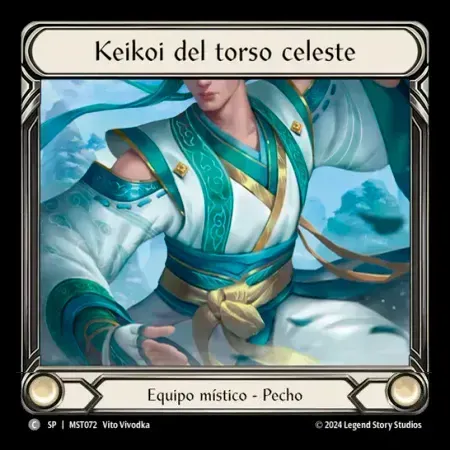 Keikoi del torso celeste
Equipo místico - Pecho
C SP | MST072 Vito Vivodka © 2024 Legend Story Studios